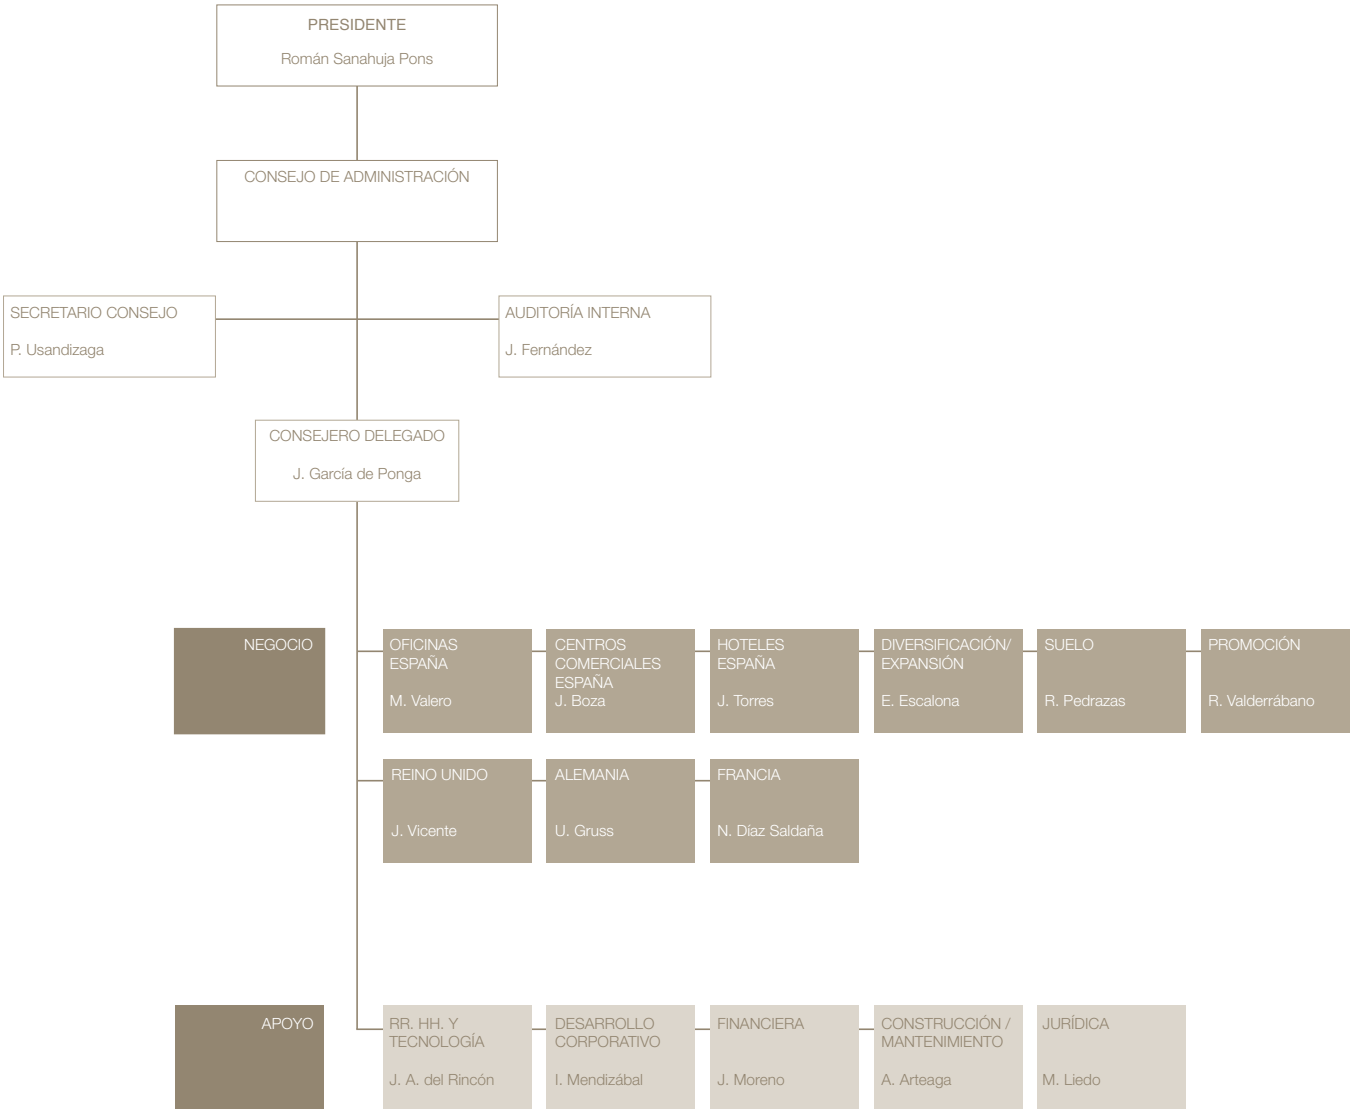 PRESIDENTE
Román Sanahuja Pons
CONSEJO DE ADMINISTRACIÓN
SECRETARIO CONSEJO
P. Usandizaga
AUDITORÍA INTERNA
J. Fernández
CONSEJERO DELEGADO
J. García de Ponga
NEGOCIO
OFICINAS
ESPAÑA
M. Valero
CENTROS
COMERCIALES
ESPAÑA
J. Boza
HOTELES
ESPAÑA
J. Torres
DIVERSIFICACIÓN/
EXPANSIÓN
E. Escalona
SUELO
R. Pedrazas
PROMOCIÓN
R. Valderrábano
REINO UNIDO
J. Vicente
ALEMANIA
U. Gruss
FRANCIA
N. Díaz Saldaña
APOYO
RR. HH. Y
TECNOLOGÍA
J. A. del Rincón
DESARROLLO
CORPORATIVO
I. Mendizábal
FINANCIERA
J. Moreno
CONSTRUCCIÓN /
MANTENIMIENTO
A. Arteaga
JURÍDICA
M. Liedo